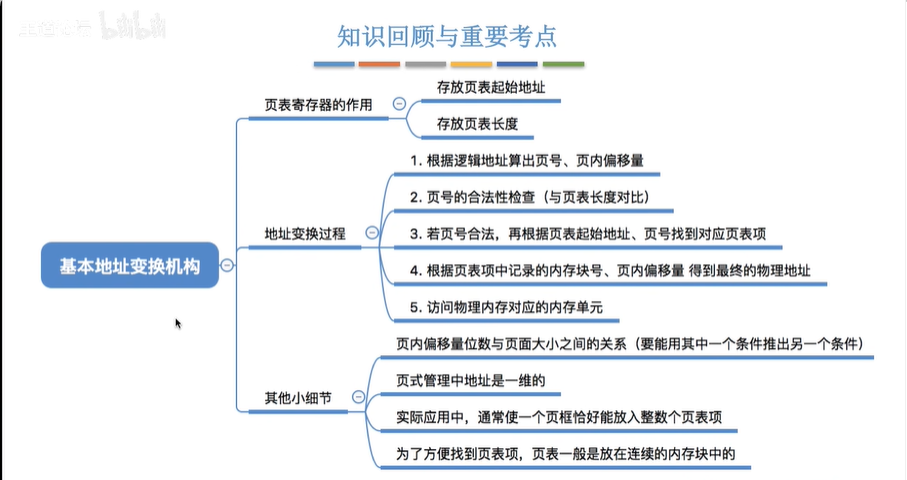 bilibili
知识回顾与重要考点
页表寄存器的作用
存放页表起始地址
存放页表长度
基本地址变换机构
地址变换过程
1. 根据逻辑地址算出页号、页内偏移量
2. 页号的合法性检查（与页表长度对比）
3. 若页号合法，再根据页表起始地址、页号找到对应页表项
4. 根据页表项中记录的内存块号、页内偏移量 得到最终的物理地址
5. 访问物理内存对应的内存单元
其他小细节
页内偏移量位数与页面大小之间的关系（要能用其中一个条件推出另一个条件）
页式管理中地址是一维的
实际应用中，通常使一个页框恰好能放入整数个页表项
为了方便找到页表项，页表一般是放在连续的内存块中的